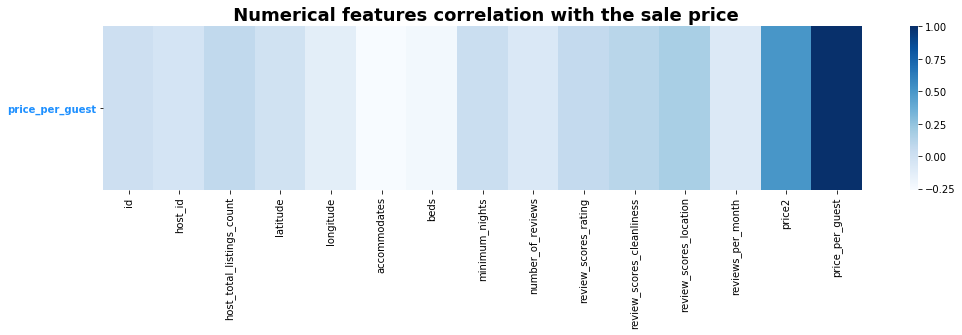 Numerical features correlation with the sale price
price_per_guest
id
host_id
host_total_listings_count
latitude
longitude
accommodates
beds
minimum_nights
number_of_reviews
review_scores_rating
review_scores_cleanliness
review_scores_location
reviews_per_month
price2
price_per_guest
1.00
0.75
0.50
0.25
0.00
−0.25